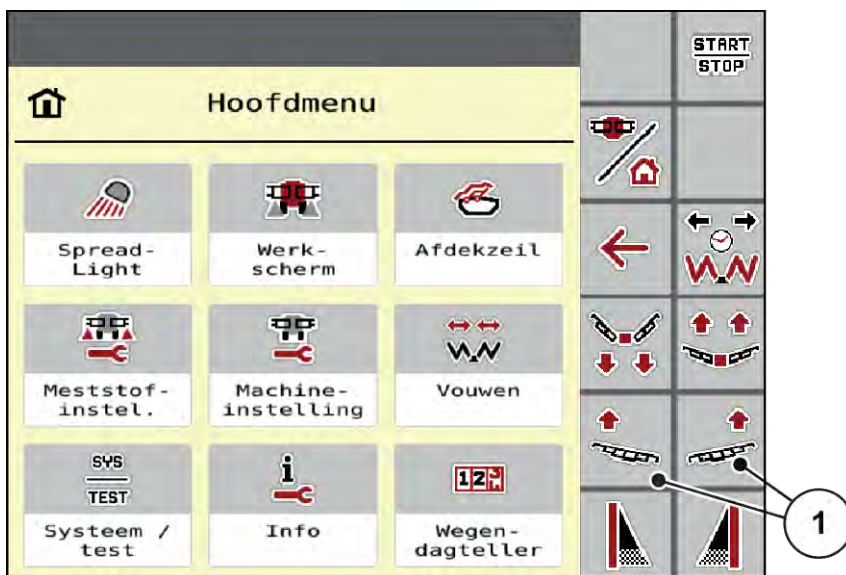 START
STOP
Hoofdmenu
Spread-
Light
Werk-
scherm
Afdekzeil
Meststof-
instel.
Machine-
instelling
Vouwen
SYS
TEST
Systeem /
test
i
Info
123
Wegen-
dagteller
1